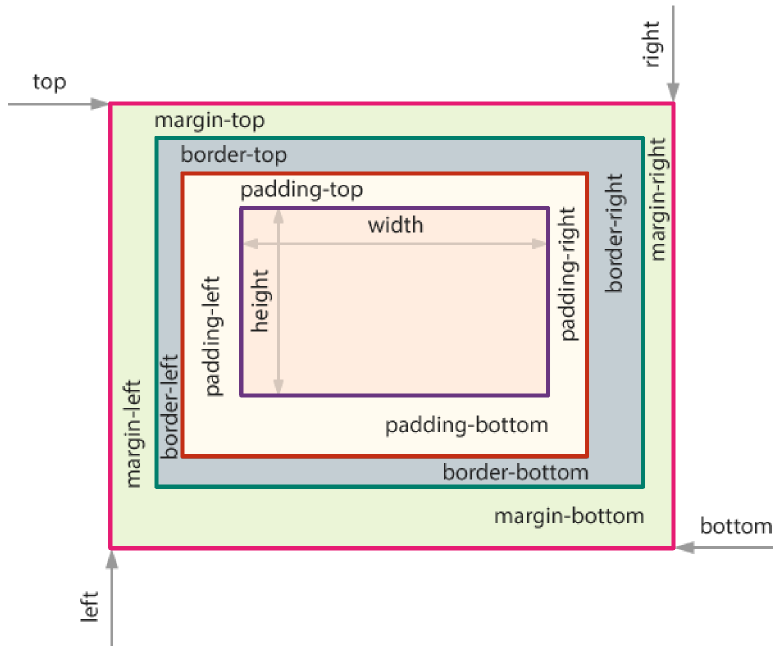 right
top
margin-top
border-top
margin-right
padding-top
border-right
width
padding-right
height
padding-left
border-left
margin-left
padding-bottom
border-bottom
margin-bottom
bottom
left